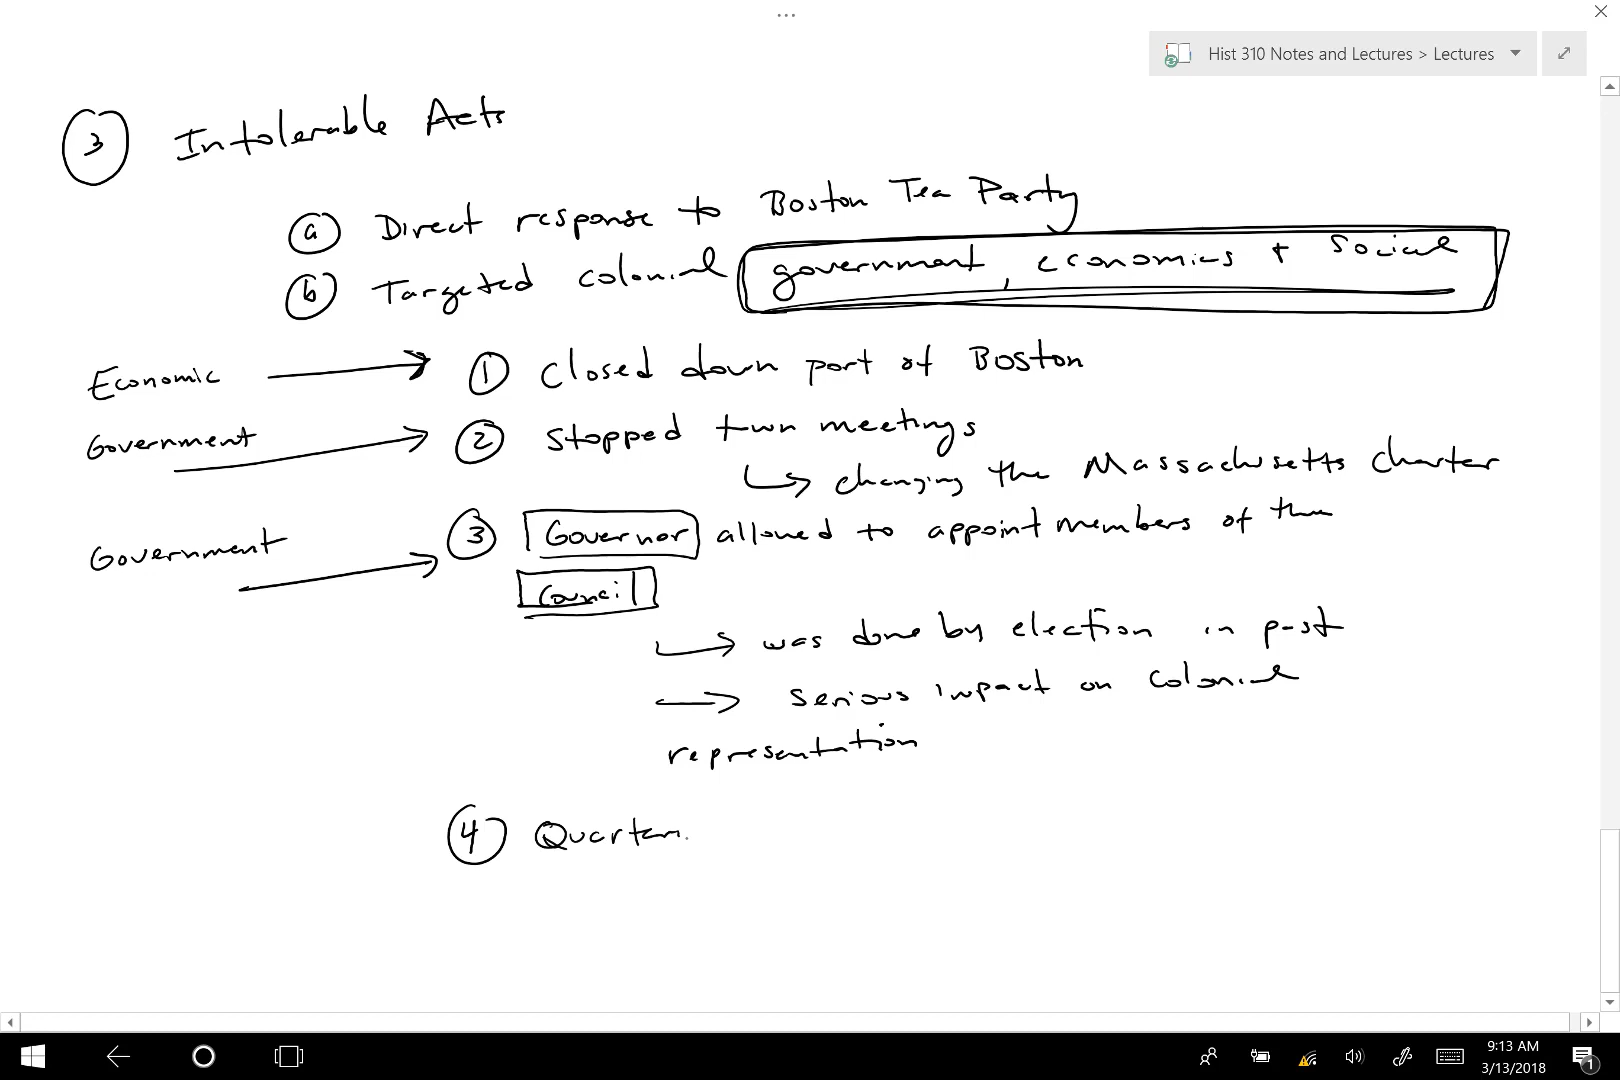 ...
Hist 310 Notes and Lectures > Lectures
3 Intolerable Acts
a Direct response to Boston Tea Party
b Targeted colonial government, economics + social
Economic → 1 Closed down port of Boston
Government → 2 Stopped town meetings
↳ changing the Massachusetts charter
Government → 3 Governor allowed to appoint members of the
Council
↳ was done by election in past
→ serious impact on colonial
representation
4 Quarterin
9:13 AM
3/13/2018
1